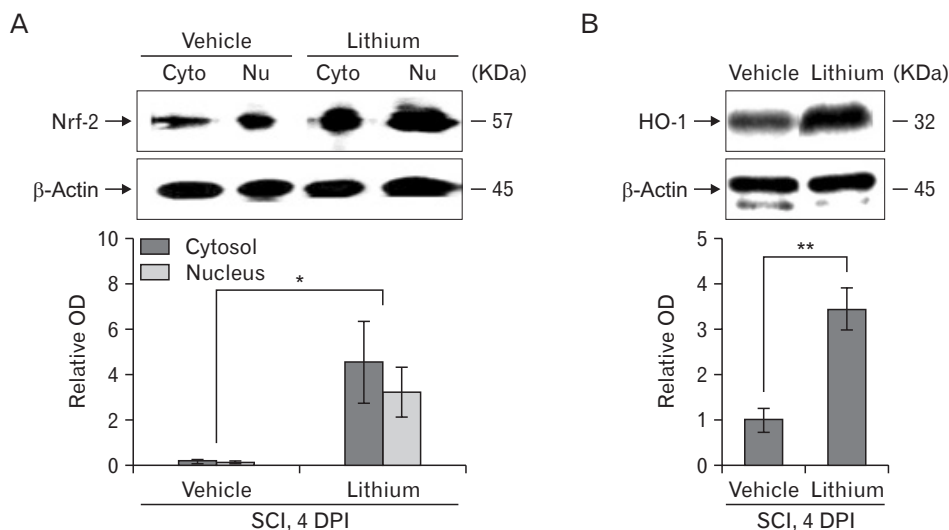 A
Vehicle Lithium
Cyto Nu Cyto Nu (KDa)
Nrf-2 57
β-Actin 45
10
8
6
4
2
0
Relative OD
Cytosol
Nucleus
*
Vehicle Lithium
SCI, 4 DPI
B
Vehicle Lithium (KDa)
HO-1 32
β-Actin 45
5
4
3
2
1
0
Relative OD
**
Vehicle Lithium
SCI, 4 DPI